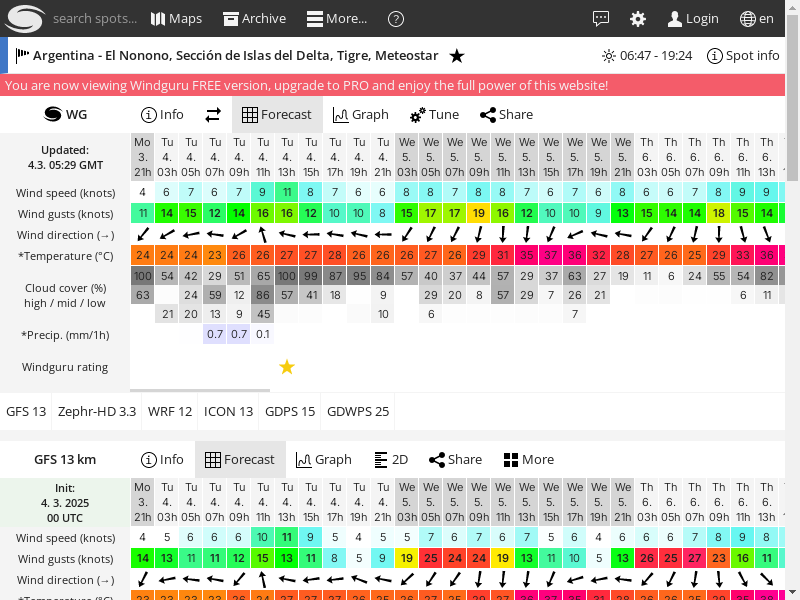 search spots... Maps Archive More... ? Login en
Argentina - El Nonono, Sección de Islas del Delta, Tigre, Meteostar ★ 06:47 - 19:24 Spot info
You are now viewing Windguru FREE version, upgrade to PRO and enjoy the full power of this website!
WG Info Forecast Graph Tune Share
Mo Tu Tu Tu Tu Tu Tu Tu Tu Tu Tu We We We We We We We We We We Th Th Th Th Th Th
Updated: 3. 4. 4. 4. 4. 4. 4. 4. 4. 4. 4. 5. 5. 5. 5. 5. 5. 5. 5. 5. 5. 6. 6. 6. 6. 6. 6.
4.3. 05:29 GMT 21h 03h 05h 07h 09h 11h 13h 15h 17h 19h 21h 03h 05h 07h 09h 11h 13h 15h 17h 19h 21h 03h 05h 07h 09h 11h 13h
Wind speed (knots) 4 6 7 6 7 9 11 8 7 6 6 8 8 7 8 8 7 6 7 6 8 6 6 7 8 9 9
Wind gusts (knots) 11 14 15 12 14 16 16 12 10 10 8 15 17 17 19 16 12 10 10 9 13 15 14 14 18 15 14
Wind direction (→)
*Temperature (°C) 24 24 24 23 26 26 27 27 28 26 26 26 27 26 29 31 35 37 36 32 28 27 26 25 29 33 36
Cloud cover (%)
high / mid / low
100 54 42 29 51 65 100 99 87 95 84 57 40 37 44 57 29 37 63 27 19 11 6 24 55 54 82
63 24 59 12 86 57 41 18 9 29 20 8 57 29 7 26 21 6 11
21 20 13 9 45 10 6 7
*Precip. (mm/1h) 0.7 0.7 0.1
Windguru rating ★
GFS 13 Zephr-HD 3.3 WRF 12 ICON 13 GDPS 15 GDWPS 25
GFS 13 km Info Forecast Graph 2D Share More
Mo Tu Tu Tu Tu Tu Tu Tu Tu Tu Tu We We We We We We We We We We Th Th Th Th Th Th
Init: 3. 4. 4. 4. 4. 4. 4. 4. 4. 4. 4. 5. 5. 5. 5. 5. 5. 5. 5. 5. 5. 6. 6. 6. 6. 6. 6.
4. 3. 2025
00 UTC 21h 03h 05h 07h 09h 11h 13h 15h 17h 19h 21h 03h 05h 07h 09h 11h 13h 15h 17h 19h 21h 03h 05h 07h 09h 11h 13h
Wind speed (knots) 4 5 6 6 6 10 11 9 5 4 5 5 7 6 7 6 7 5 6 4 6 6 6 7 8 9 8
Wind gusts (knots) 14 13 11 11 12 15 13 11 8 5 9 19 25 24 24 19 13 11 10 5 13 26 25 27 23 16 11
Wind direction (→)
*Temperature (°C)